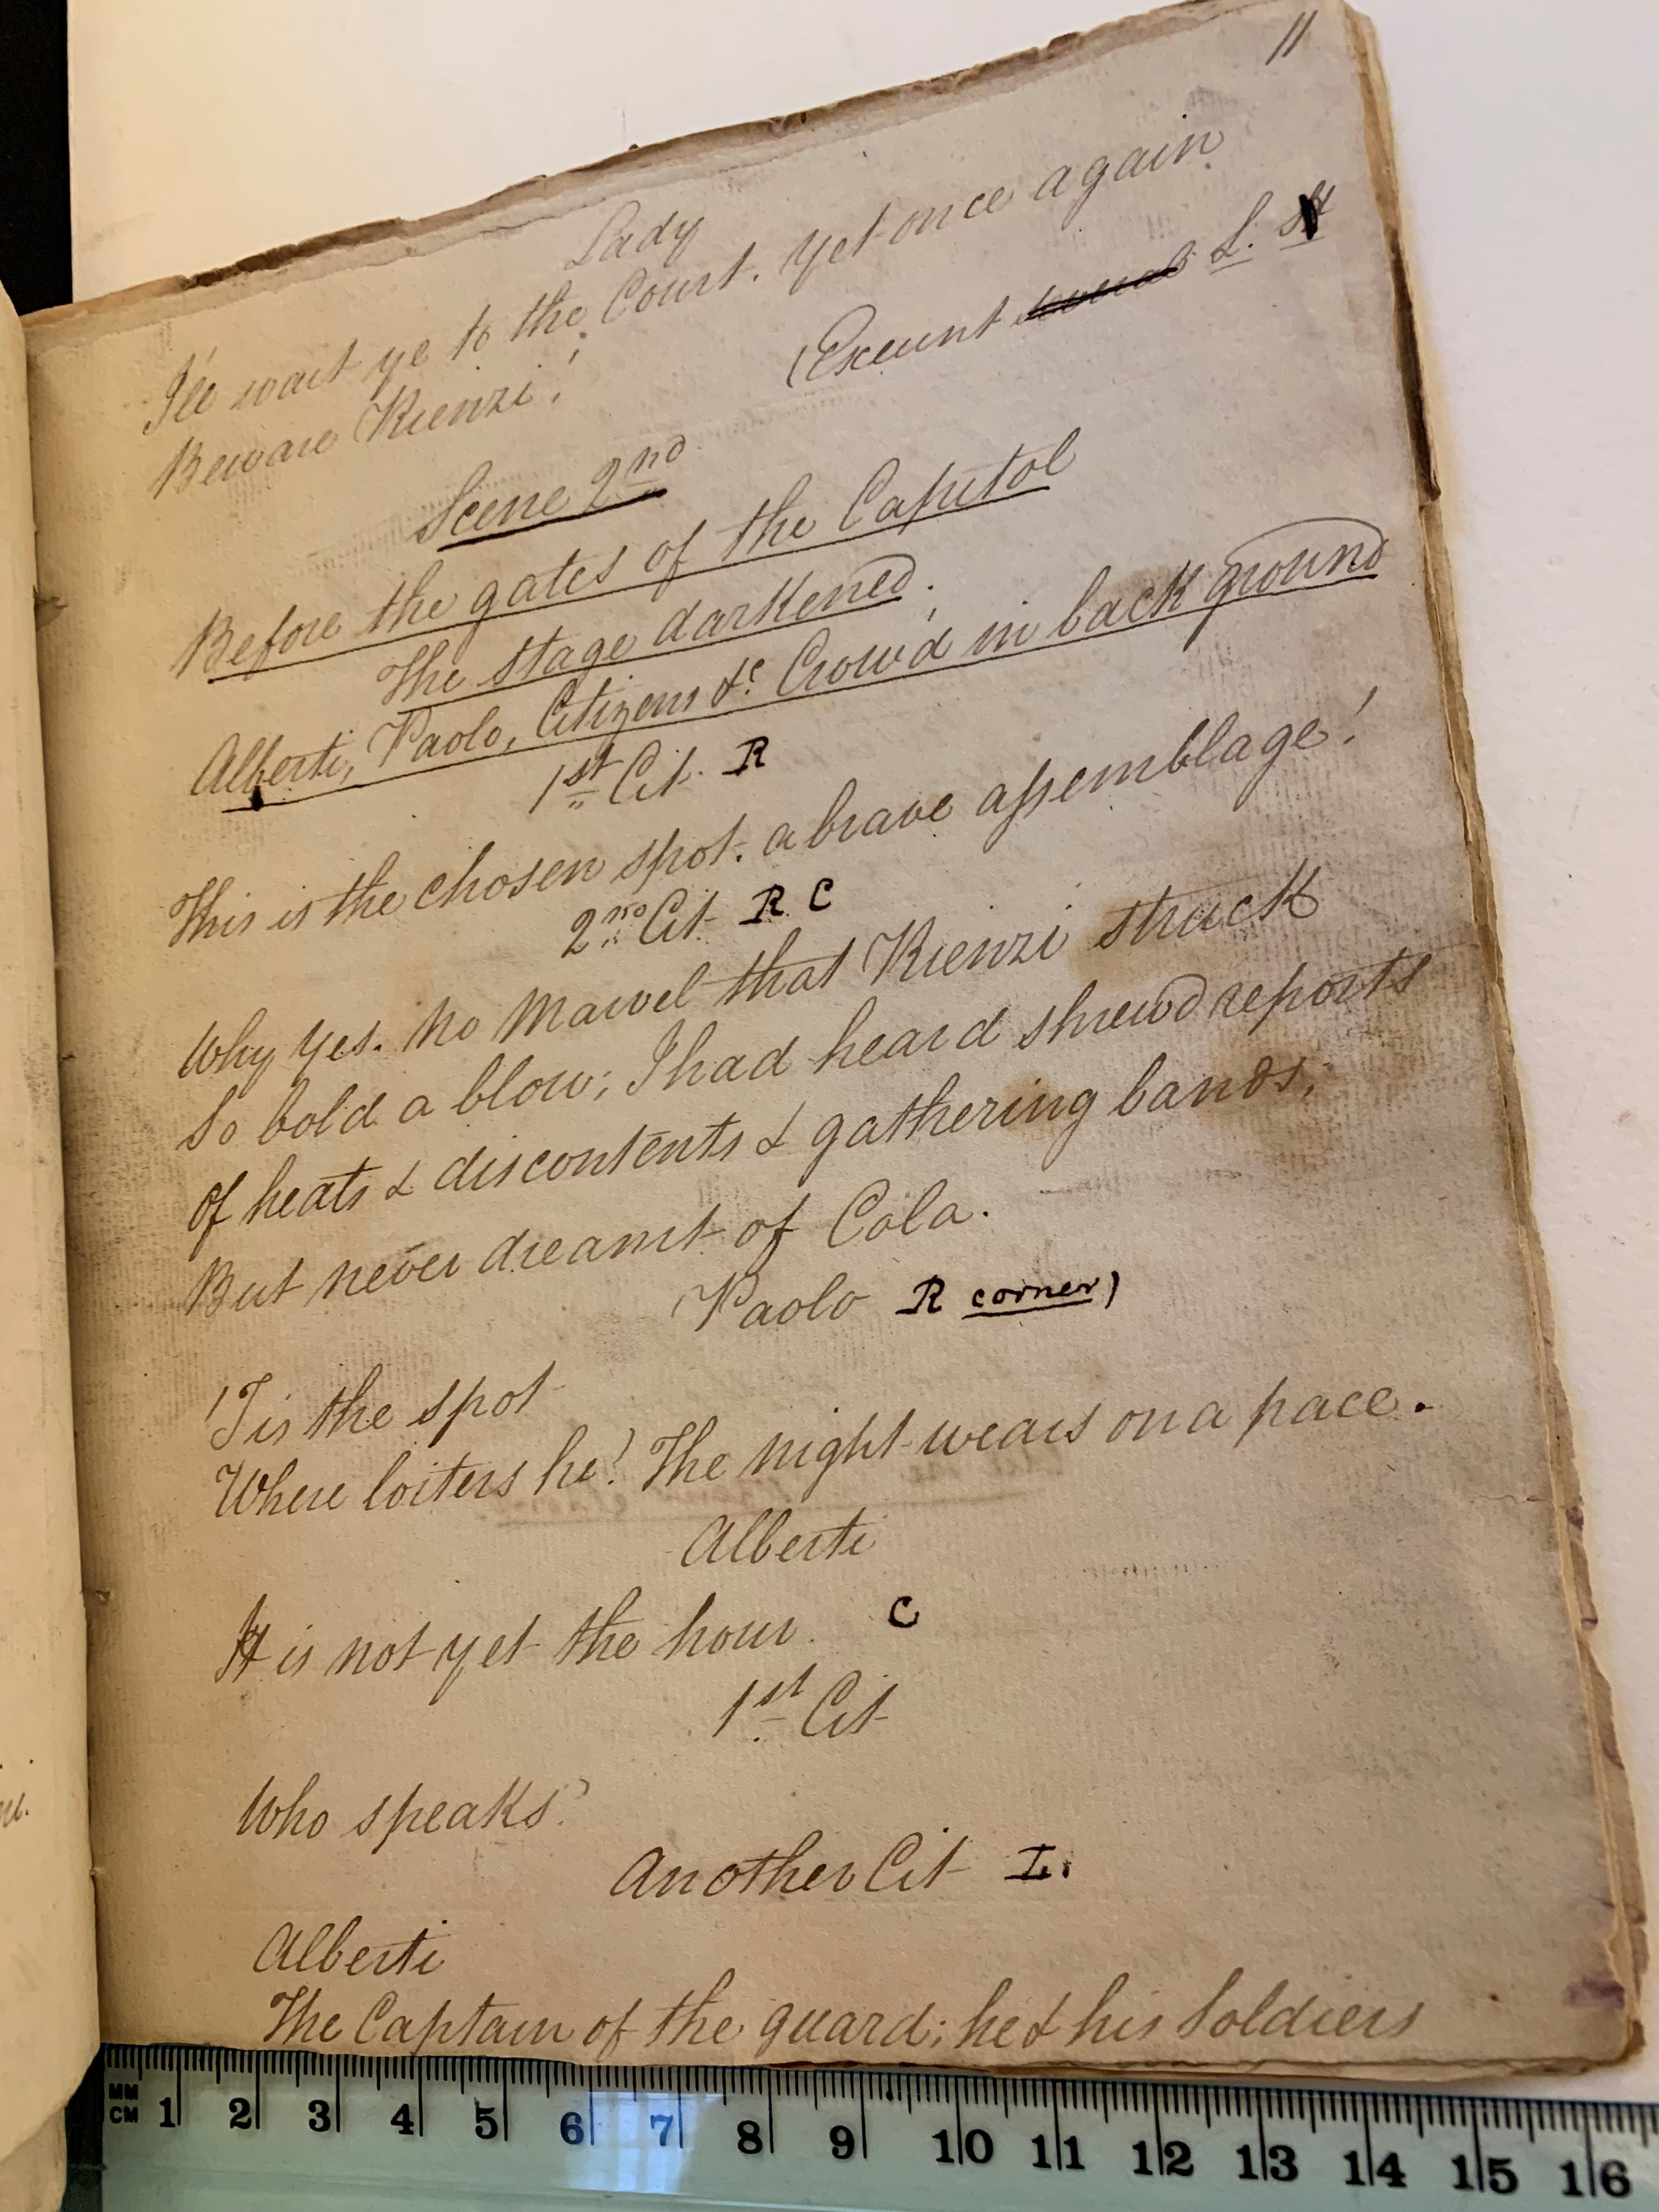 11
Lady
I'le wait ye to the Court. Yet once again
Beware Rienzi!
(Exeunt L.
Scene 2nd
Before the gates of the Capitol
The stage darkened.
Alberti, Paolo, Citizens &c Crowd in back ground
1st Cit. R
This is the chosen spot. a brave assemblage!
2nd Cit R C
Why yes. No Marvel that Rienzi struck
So bold a blow; I had heard shrewd reports
Of heats & discontents & gathering bands;
But never dreamt of Cola.
Paolo R corner)
'Tis the spot
Where loiters he? The night wears on a pace.
Alberti
It is not yet the hour. C
1st Cit
Who speaks?
Another Cit L.
Alberti
The Captain of the guard; he & his Soldiers
MM
CM 1 2 3 4 5 6 7 8 9 10 11 12 13 14 15 16